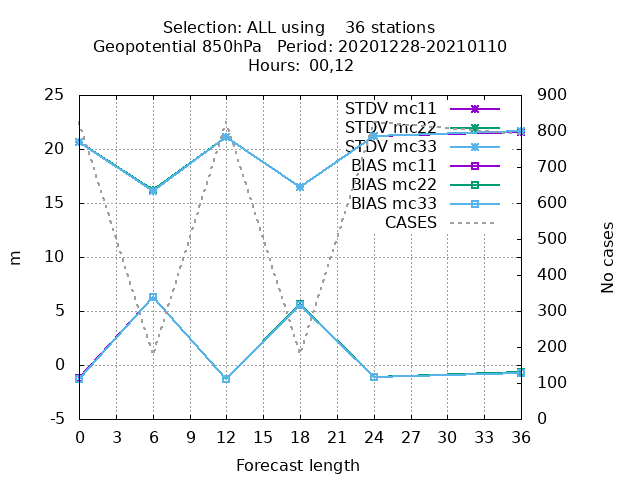 Selection: ALL using    36 stations
Geopotential 850hPa   Period: 20201228-20210110
Hours: 00,12
25 900
STDV mc11
800
STDV mc22
20 STDV mc33
700
BIAS mc11
BIAS mc22
15 BIAS mc33 600
CASES
500
m 10 No cases
400
5 300
200
0
100
-5 0
0 3 6 9 12 15 18 21 24 27 30 33 36
Forecast length